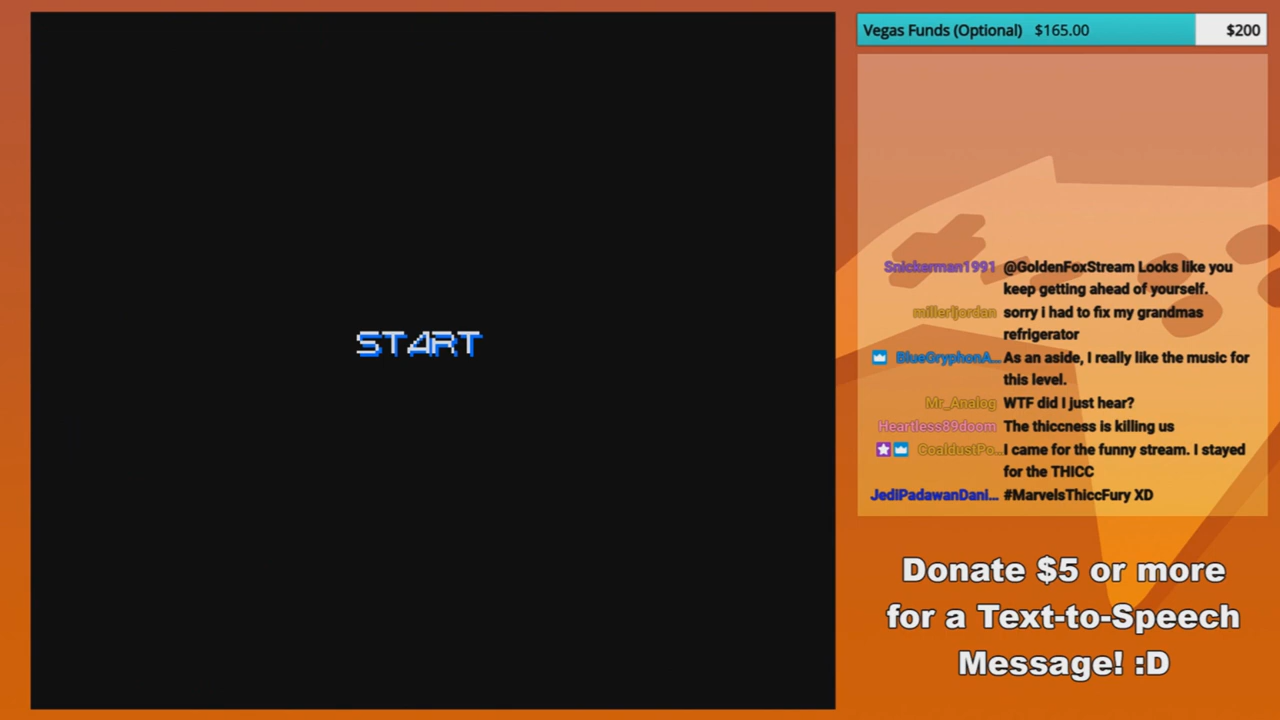 Vegas Funds (Optional) $165.00 $200
START
Snickerman1991 @GoldenFoxStream Looks like you
keep getting ahead of yourself.
millerljordan sorry i had to fix my grandmas
refrigerator
BlueGryphonA... As an aside, I really like the music for
this level.
Mr_Analog WTF did I just hear?
Heartless89doom The thiccness is killing us
CoaldustPo... I came for the funny stream. I stayed
for the THICC
JediPadawanDani... #MarvelsThiccFury XD
Donate $5 or more
for a Text-to-Speech
Message! :D